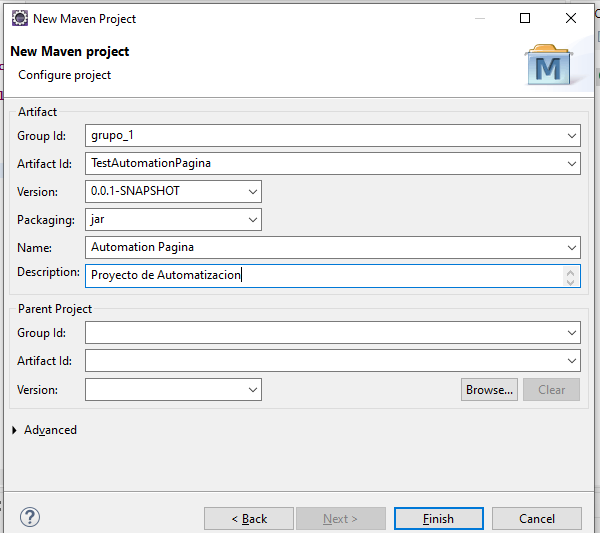 New Maven Project
New Maven project
Configure project
M
Artifact
Group Id: grupo_1
Artifact Id: TestAutomationPagina
Version: 0.0.1-SNAPSHOT
Packaging: jar
Name: Automation Pagina
Description: Proyecto de Automatizacion
Parent Project
Group Id:
Artifact Id:
Version: Browse... Clear
Advanced
? < Back Next > Finish Cancel